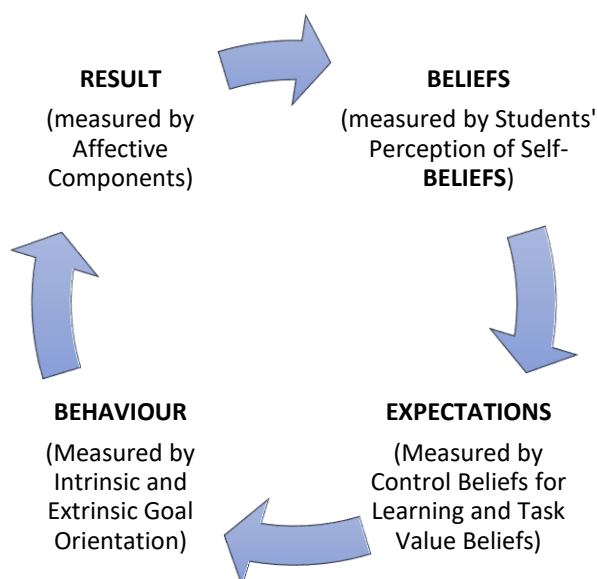 RESULT
(measured by
Affective
Components)
BELIEFS
(measured by Students'
Perception of Self-
BELIEFS)
BEHAVIOUR
(Measured by
Intrinsic and
Extrinsic Goal
Orientation)
EXPECTATIONS
(Measured by
Control Beliefs for
Learning and Task
Value Beliefs)